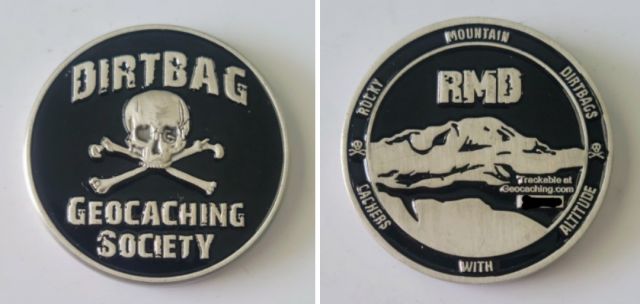 DIRTBAG
GEOCACHING
SOCIETY
ROCKY MOUNTAIN DIRTBAGS
RMD
Trackable at
Geocaching.com
CACHERS WITH ALTITUDE